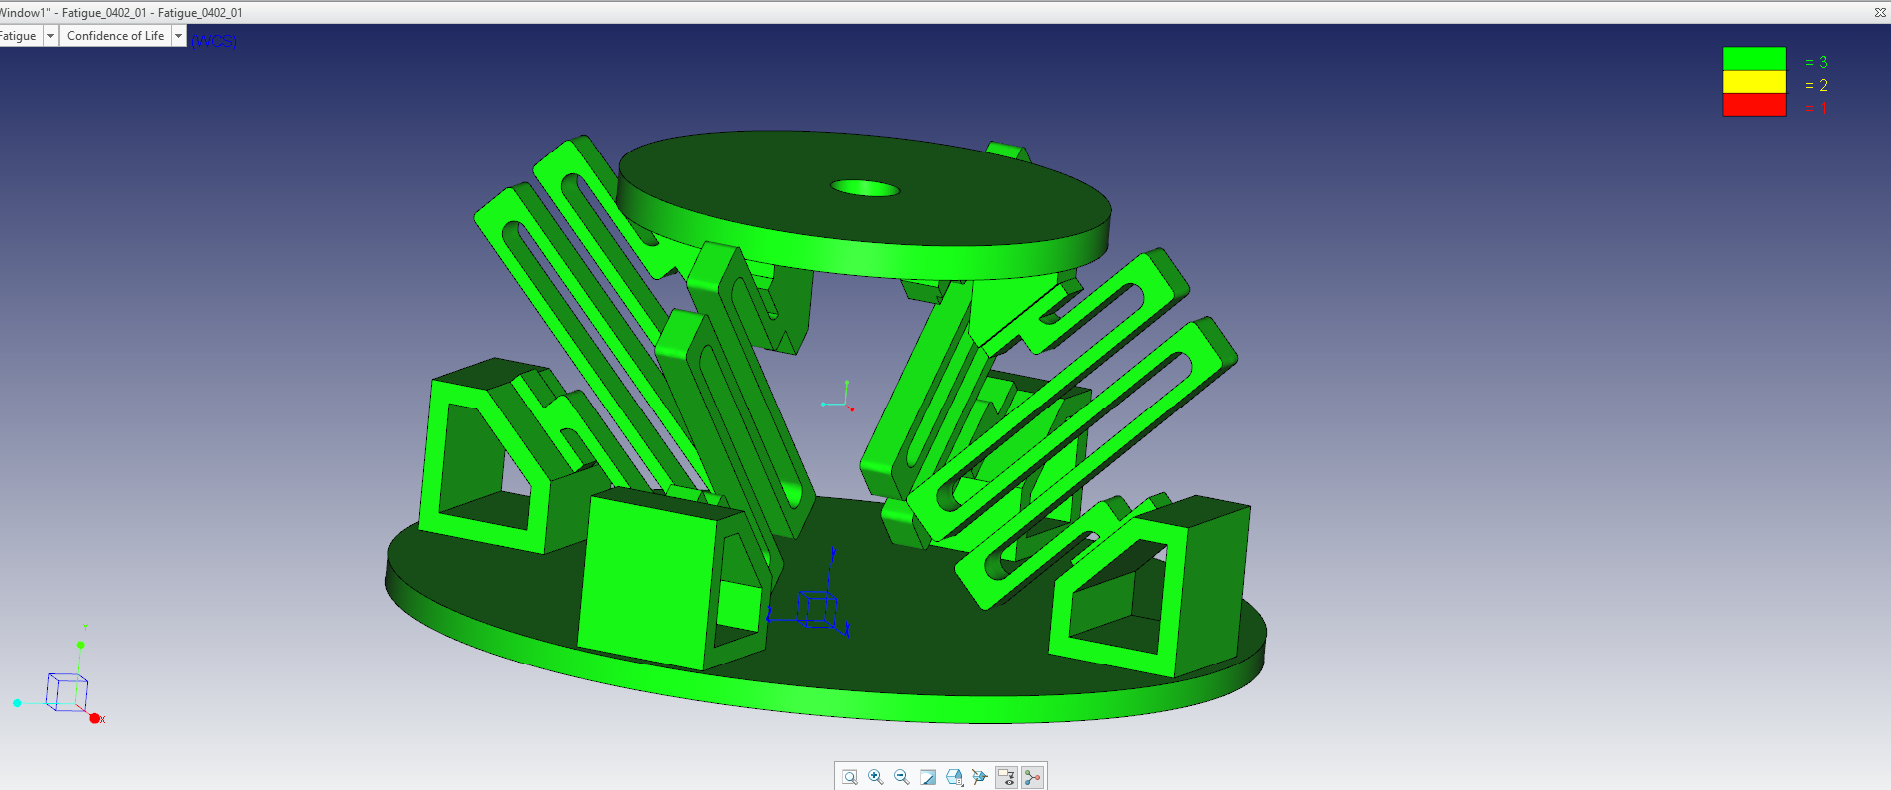 Window1" - Fatigue_0402_01 - Fatigue_0402_01
Fatigue
Confidence of Life
(WCS)
= 3
= 2
= 1
Y
X